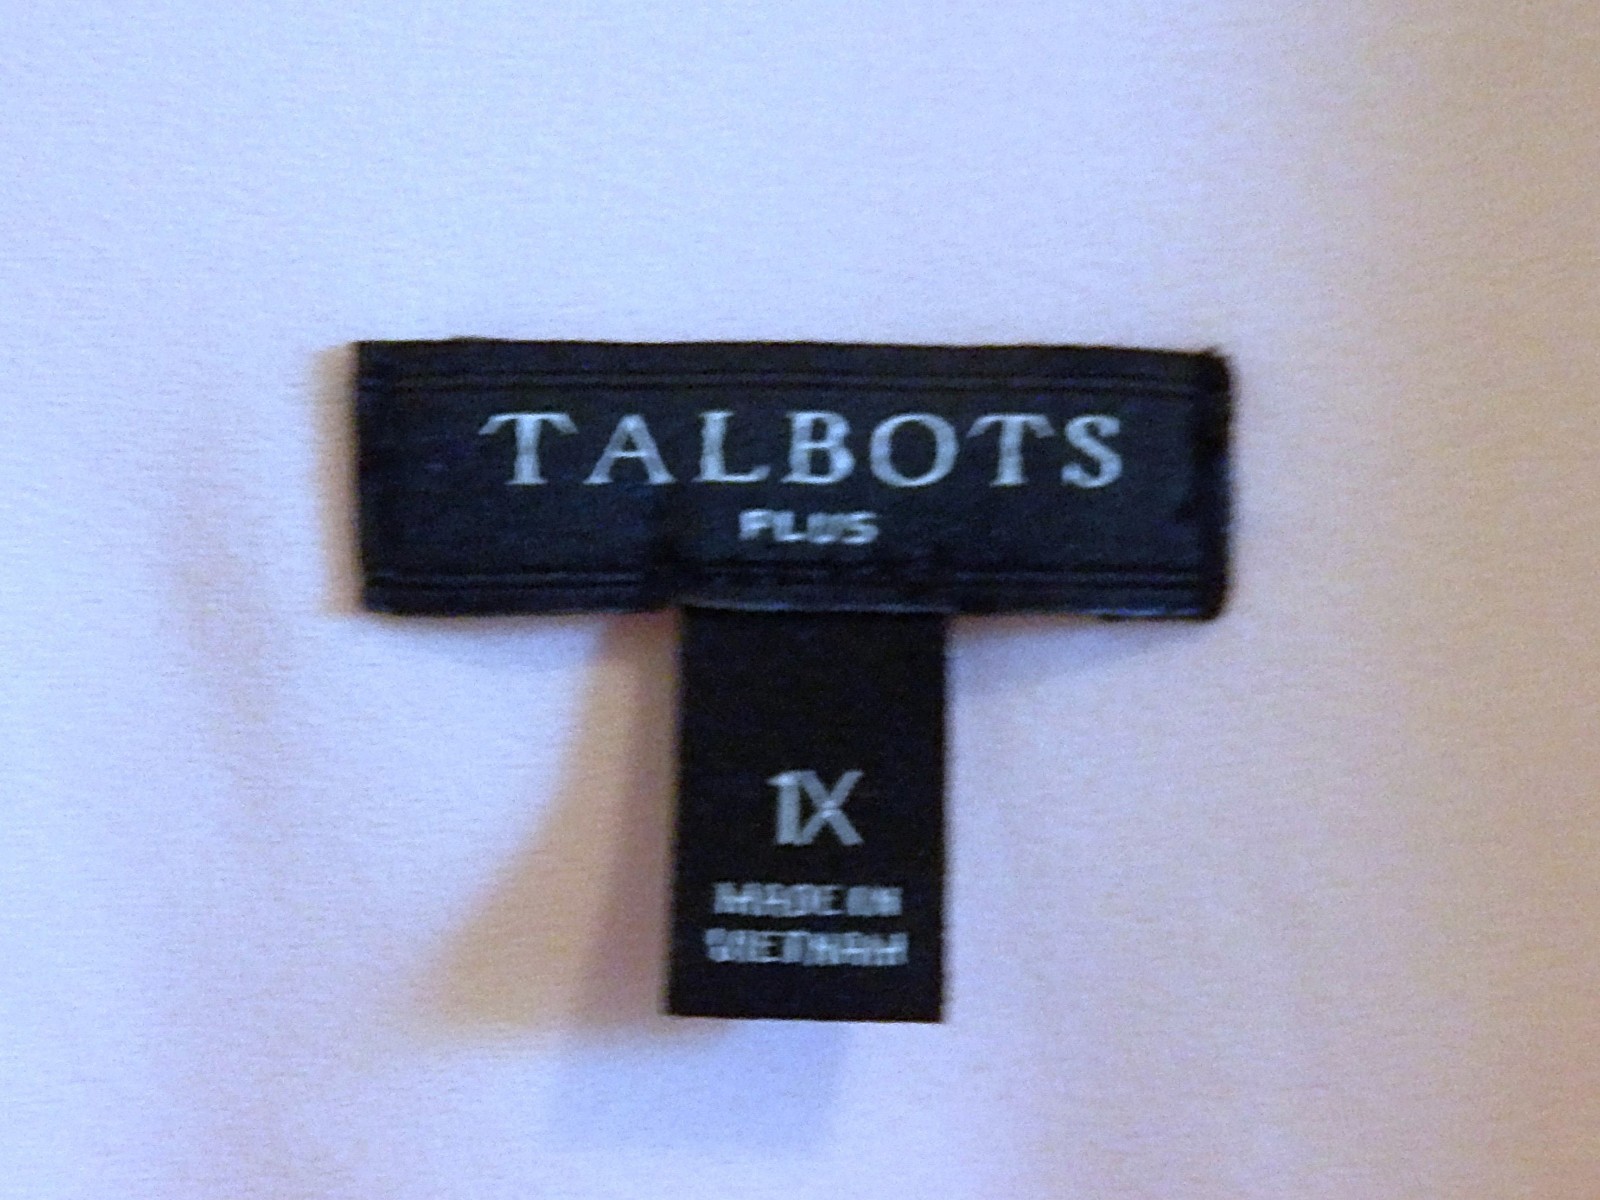 TALBOTS
PLUS
1X
MADE IN
VIETNAM